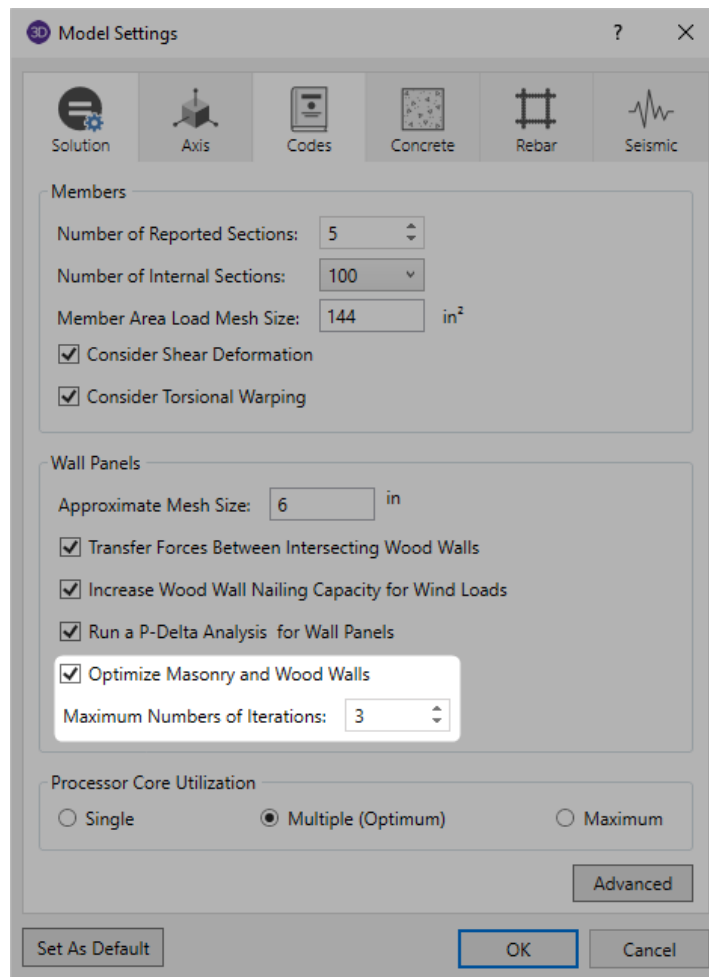 3D Model Settings ? ×
Solution Axis Codes Concrete Rebar Seismic
Members
Number of Reported Sections: 5
Number of Internal Sections: 100
Member Area Load Mesh Size: 144 in²
Consider Shear Deformation
Consider Torsional Warping
Wall Panels
Approximate Mesh Size: 6 in
Transfer Forces Between Intersecting Wood Walls
Increase Wood Wall Nailing Capacity for Wind Loads
Run a P-Delta Analysis for Wall Panels
Optimize Masonry and Wood Walls
Maximum Numbers of Iterations: 3
Processor Core Utilization
Single Multiple (Optimum) Maximum
Advanced
Set As Default OK Cancel